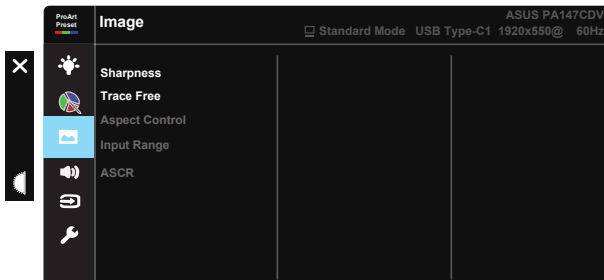 ProArt
Preset
Image
ASUS PA147CDV
Standard Mode USB Type-C1 1920x550@ 60Hz
Sharpness
Trace Free
Aspect Control
Input Range
ASCR